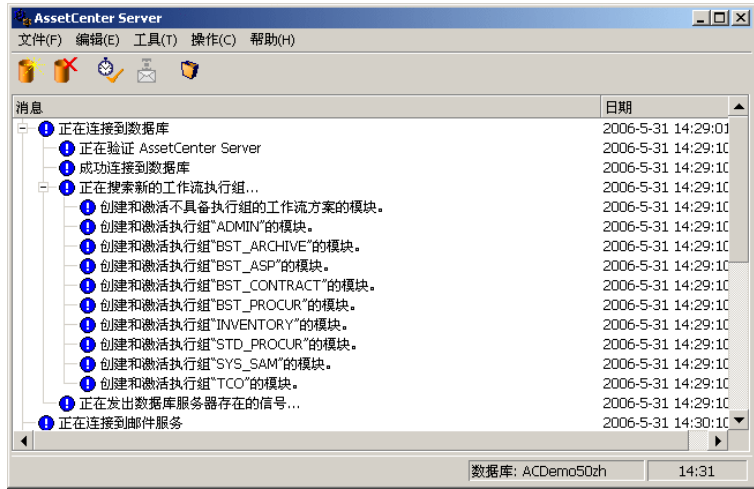 AssetCenter Server
文件(F) 编辑(E) 工具(T) 操作(C) 帮助(H)
消息 日期
正在连接到数据库 2006-5-31 14:29:01
正在验证 AssetCenter Server 2006-5-31 14:29:10
成功连接到数据库 2006-5-31 14:29:10
正在搜索新的工作流执行组... 2006-5-31 14:29:10
创建和激活不具备执行组的工作流方案的模块。 2006-5-31 14:29:10
创建和激活执行组“ADMIN”的模块。 2006-5-31 14:29:10
创建和激活执行组“BST_ARCHIVE”的模块。 2006-5-31 14:29:10
创建和激活执行组“BST_ASP”的模块。 2006-5-31 14:29:10
创建和激活执行组“BST_CONTRACT”的模块。 2006-5-31 14:29:10
创建和激活执行组“BST_PROCUR”的模块。 2006-5-31 14:29:10
创建和激活执行组“INVENTORY”的模块。 2006-5-31 14:29:10
创建和激活执行组“STD_PROCUR”的模块。 2006-5-31 14:29:10
创建和激活执行组“SYS_SAM”的模块。 2006-5-31 14:29:10
创建和激活执行组“TCO”的模块。 2006-5-31 14:29:10
正在发出数据库服务器存在的信号... 2006-5-31 14:29:10
正在连接到邮件服务 2006-5-31 14:30:10
数据库: ACDemo50zh 14:31